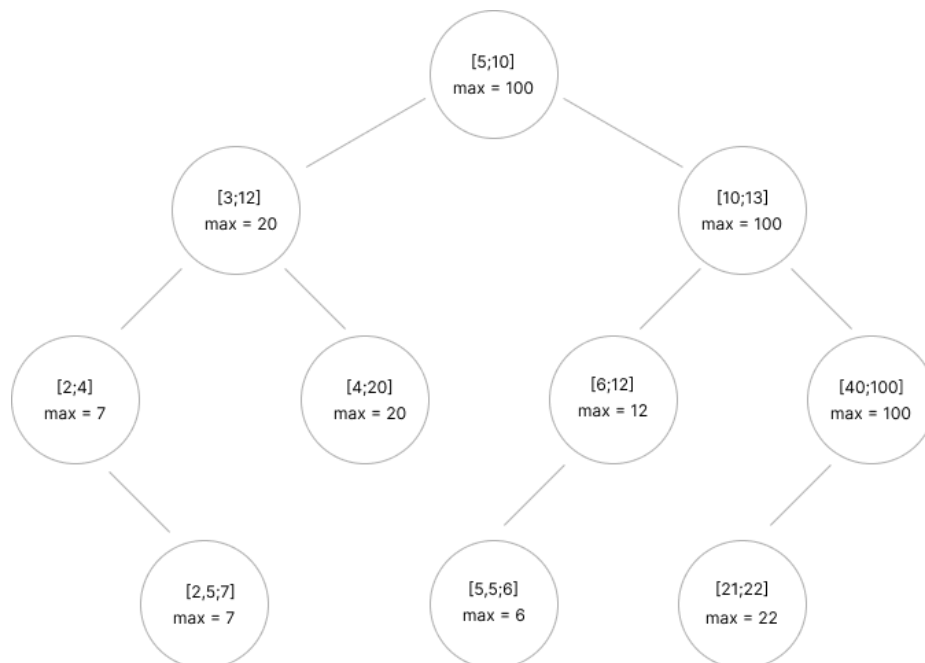 [5;10]
max = 100
[3;12]
max = 20
[10;13]
max = 100
[2;4]
max = 7
[4;20]
max = 20
[6;12]
max = 12
[40;100]
max = 100
[2,5;7]
max = 7
[5,5;6]
max = 6
[21;22]
max = 22